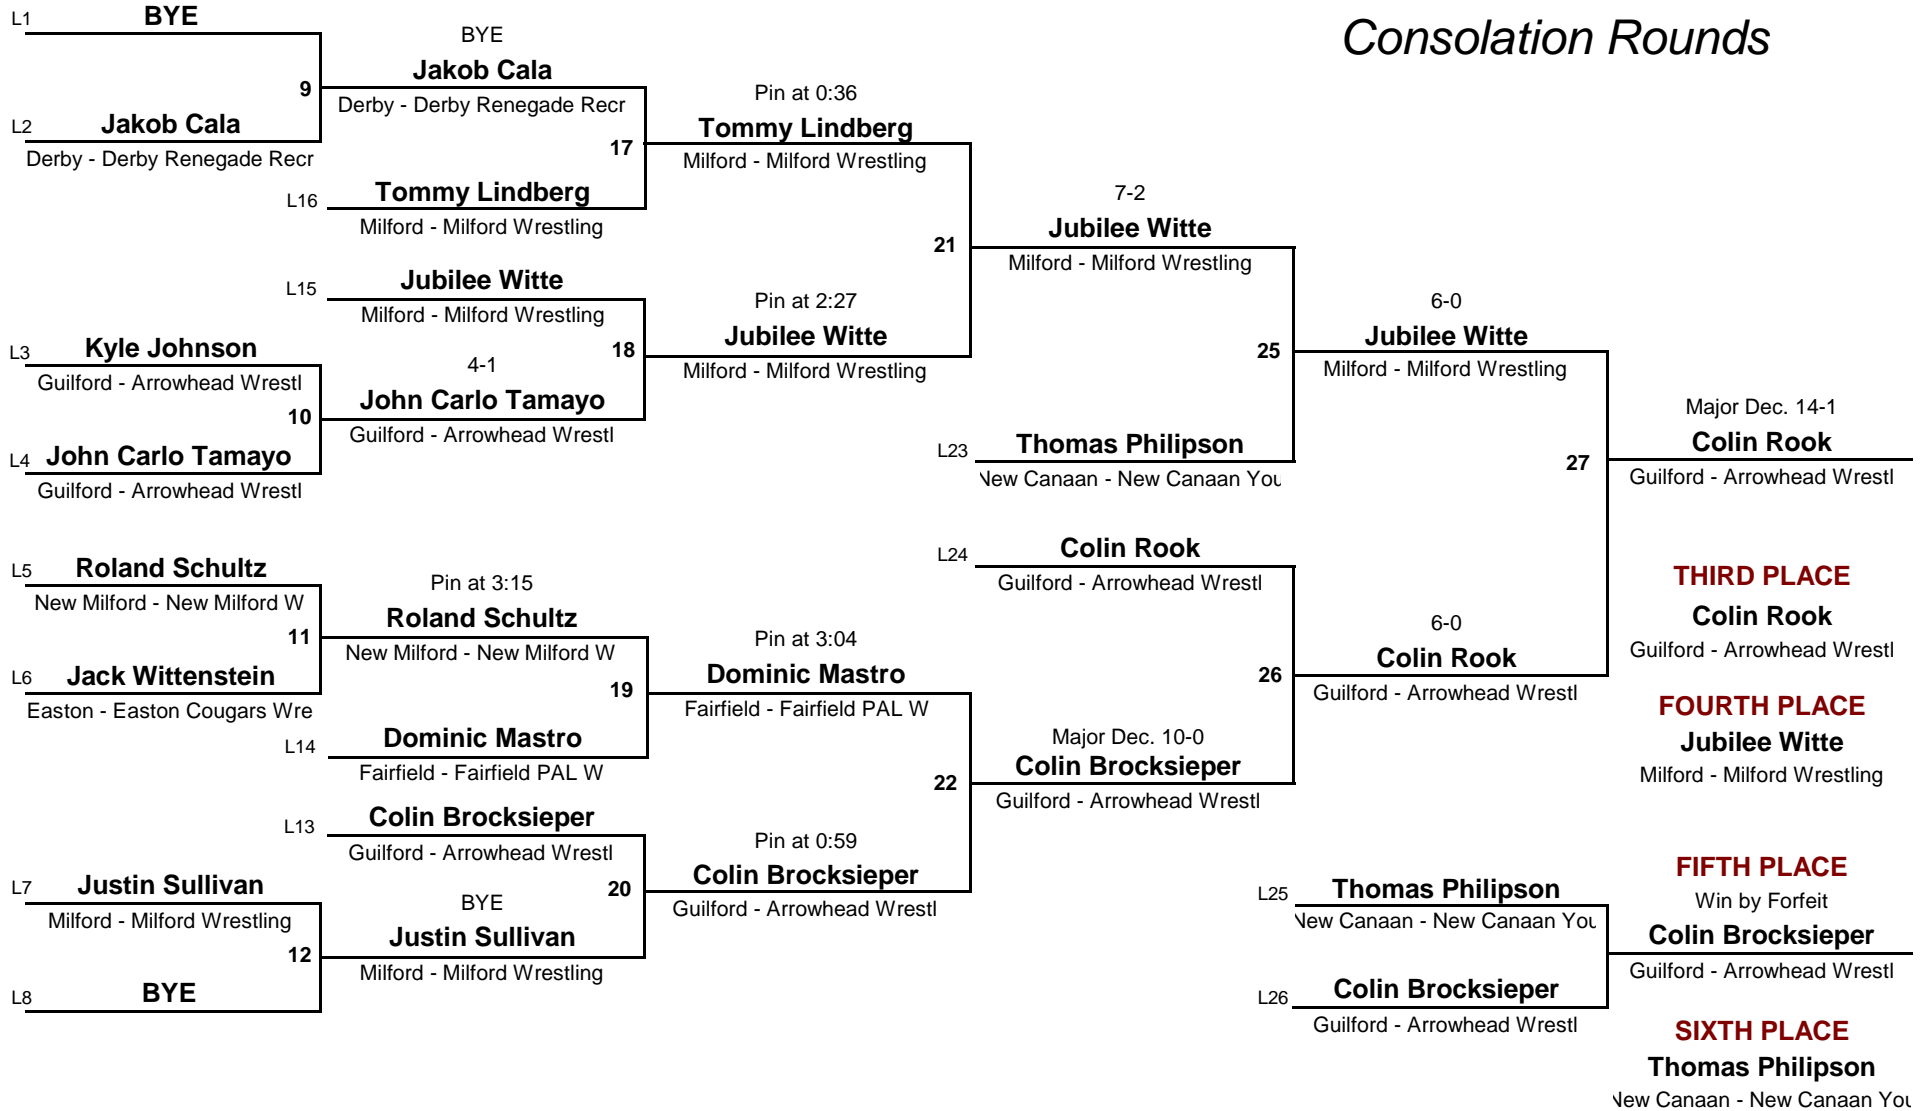 Consolation Rounds
L1
BYE
9
L2
Jakob Cala
Derby - Derby Renegade Recr
L3
Kyle Johnson
Guilford - Arrowhead Wrestl
10
L4
John Carlo Tamayo
Guilford - Arrowhead Wrestl
L5
Roland Schultz
New Milford - New Milford W
11
L6
Jack Wittenstein
Easton - Easton Cougars Wre
L7
Justin Sullivan
Milford - Milford Wrestling
12
L8
BYE
BYE
Jakob Cala
Derby - Derby Renegade Recr
17
L16
Tommy Lindberg
Milford - Milford Wrestling
L15
Jubilee Witte
Milford - Milford Wrestling
18
4-1
John Carlo Tamayo
Guilford - Arrowhead Wrestl
Pin at 3:15
Roland Schultz
New Milford - New Milford W
19
L14
Dominic Mastro
Fairfield - Fairfield PAL W
L13
Colin Brocksieper
Guilford - Arrowhead Wrestl
20
BYE
Justin Sullivan
Milford - Milford Wrestling
Pin at 0:36
Tommy Lindberg
Milford - Milford Wrestling
21
Pin at 2:27
Jubilee Witte
Milford - Milford Wrestling
Pin at 3:04
Dominic Mastro
Fairfield - Fairfield PAL W
22
Pin at 0:59
Colin Brocksieper
Guilford - Arrowhead Wrestl
7-2
Jubilee Witte
Milford - Milford Wrestling
25
L23
Thomas Philipson
New Canaan - New Canaan You
L24
Colin Rook
Guilford - Arrowhead Wrestl
26
Major Dec. 10-0
Colin Brocksieper
Guilford - Arrowhead Wrestl
6-0
Jubilee Witte
Milford - Milford Wrestling
27
6-0
Colin Rook
Guilford - Arrowhead Wrestl
L25
Thomas Philipson
New Canaan - New Canaan You
L26
Colin Brocksieper
Guilford - Arrowhead Wrestl
Major Dec. 14-1
Colin Rook
Guilford - Arrowhead Wrestl
THIRD PLACE
Colin Rook
Guilford - Arrowhead Wrestl
FOURTH PLACE
Jubilee Witte
Milford - Milford Wrestling
FIFTH PLACE
Win by Forfeit
Colin Brocksieper
Guilford - Arrowhead Wrestl
SIXTH PLACE
Thomas Philipson
New Canaan - New Canaan You